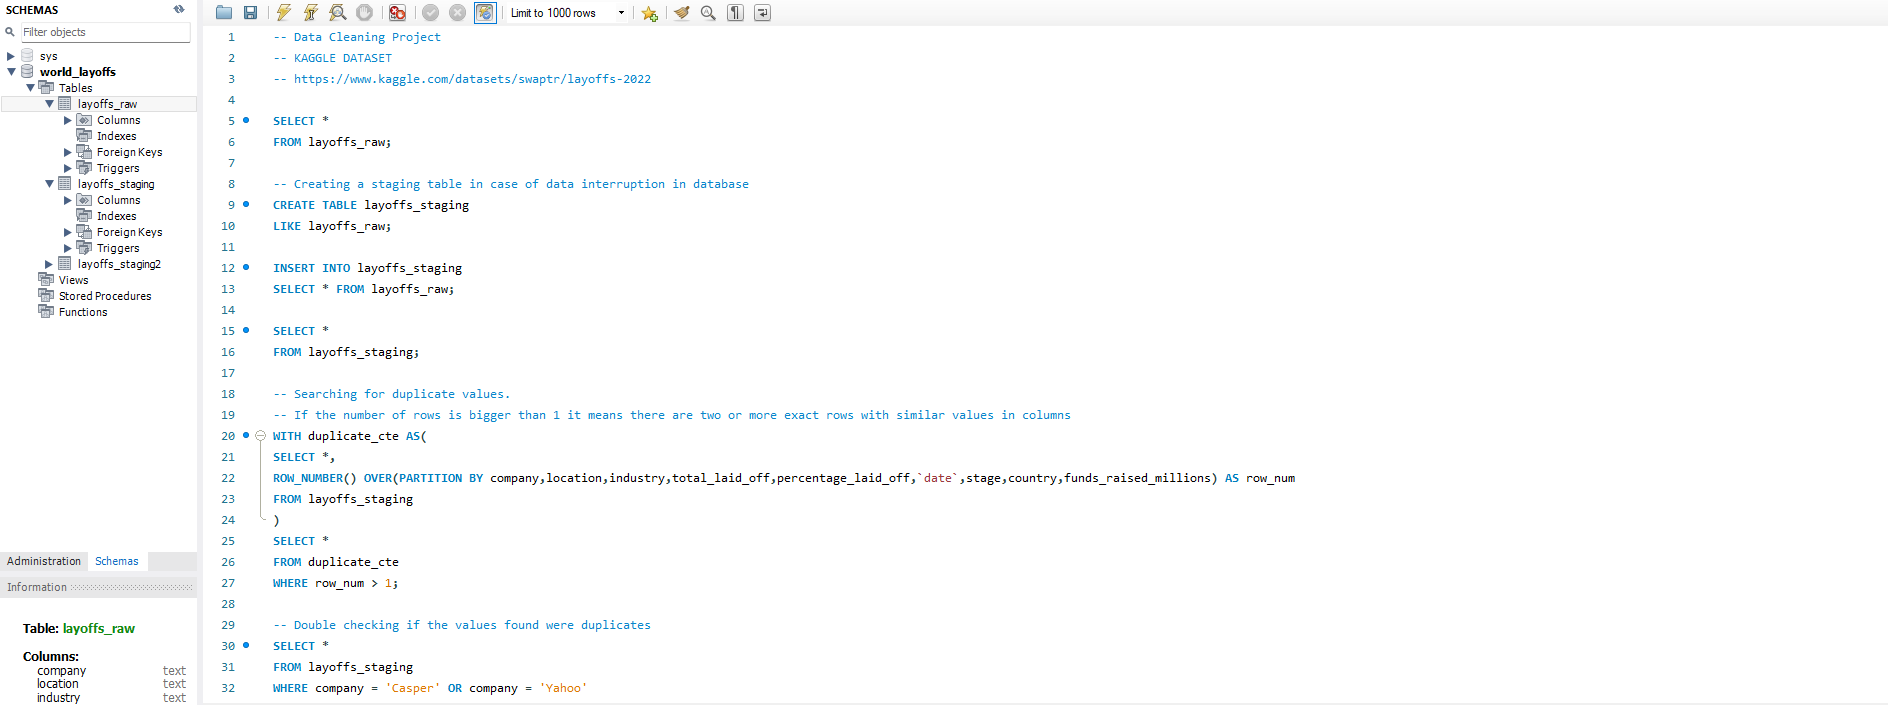 SCHEMAS
Filter objects
sys
world_layoffs
Tables
layoffs_raw
Columns
Indexes
Foreign Keys
Triggers
layoffs_staging
Columns
Indexes
Foreign Keys
Triggers
layoffs_staging2
Views
Stored Procedures
Functions
Administration Schemas
Information
Table: layoffs_raw
Columns:
company text
location text
industry text
Limit to 1000 rows
1 -- Data Cleaning Project
2 -- KAGGLE DATASET
3 -- https://www.kaggle.com/datasets/swaptr/layoffs-2022
4
5 SELECT *
6 FROM layoffs_raw;
7
8 -- Creating a staging table in case of data interruption in database
9 CREATE TABLE layoffs_staging
10 LIKE layoffs_raw;
11
12 INSERT INTO layoffs_staging
13 SELECT * FROM layoffs_raw;
14
15 SELECT *
16 FROM layoffs_staging;
17
18 -- Searching for duplicate values.
19 -- If the number of rows is bigger than 1 it means there are two or more exact rows with similar values in columns
20 WITH duplicate_cte AS(
21 SELECT *,
22 ROW_NUMBER() OVER(PARTITION BY company,location,industry,total_laid_off,percentage_laid_off,`date`,stage,country,funds_raised_millions) AS row_num
23 FROM layoffs_staging
24 )
25 SELECT *
26 FROM duplicate_cte
27 WHERE row_num > 1;
28
29 -- Double checking if the values found were duplicates
30 SELECT *
31 FROM layoffs_staging
32 WHERE company = 'Casper' OR company = 'Yahoo'